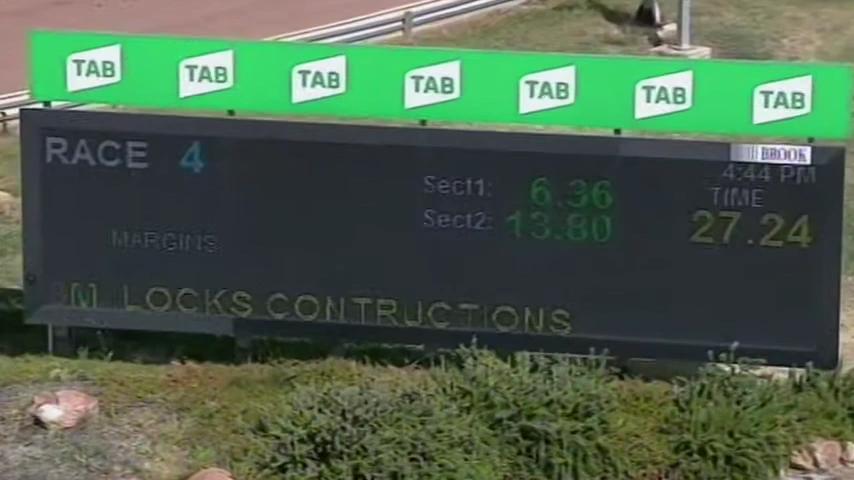 TAB TAB TAB TAB TAB TAB TAB
BROOK
RACE 4
4:44 PM
Sect1: 6.36
TIME
Sect2: 13.80
27.24
MARGINS
LOCKS CONTRUCTIONS